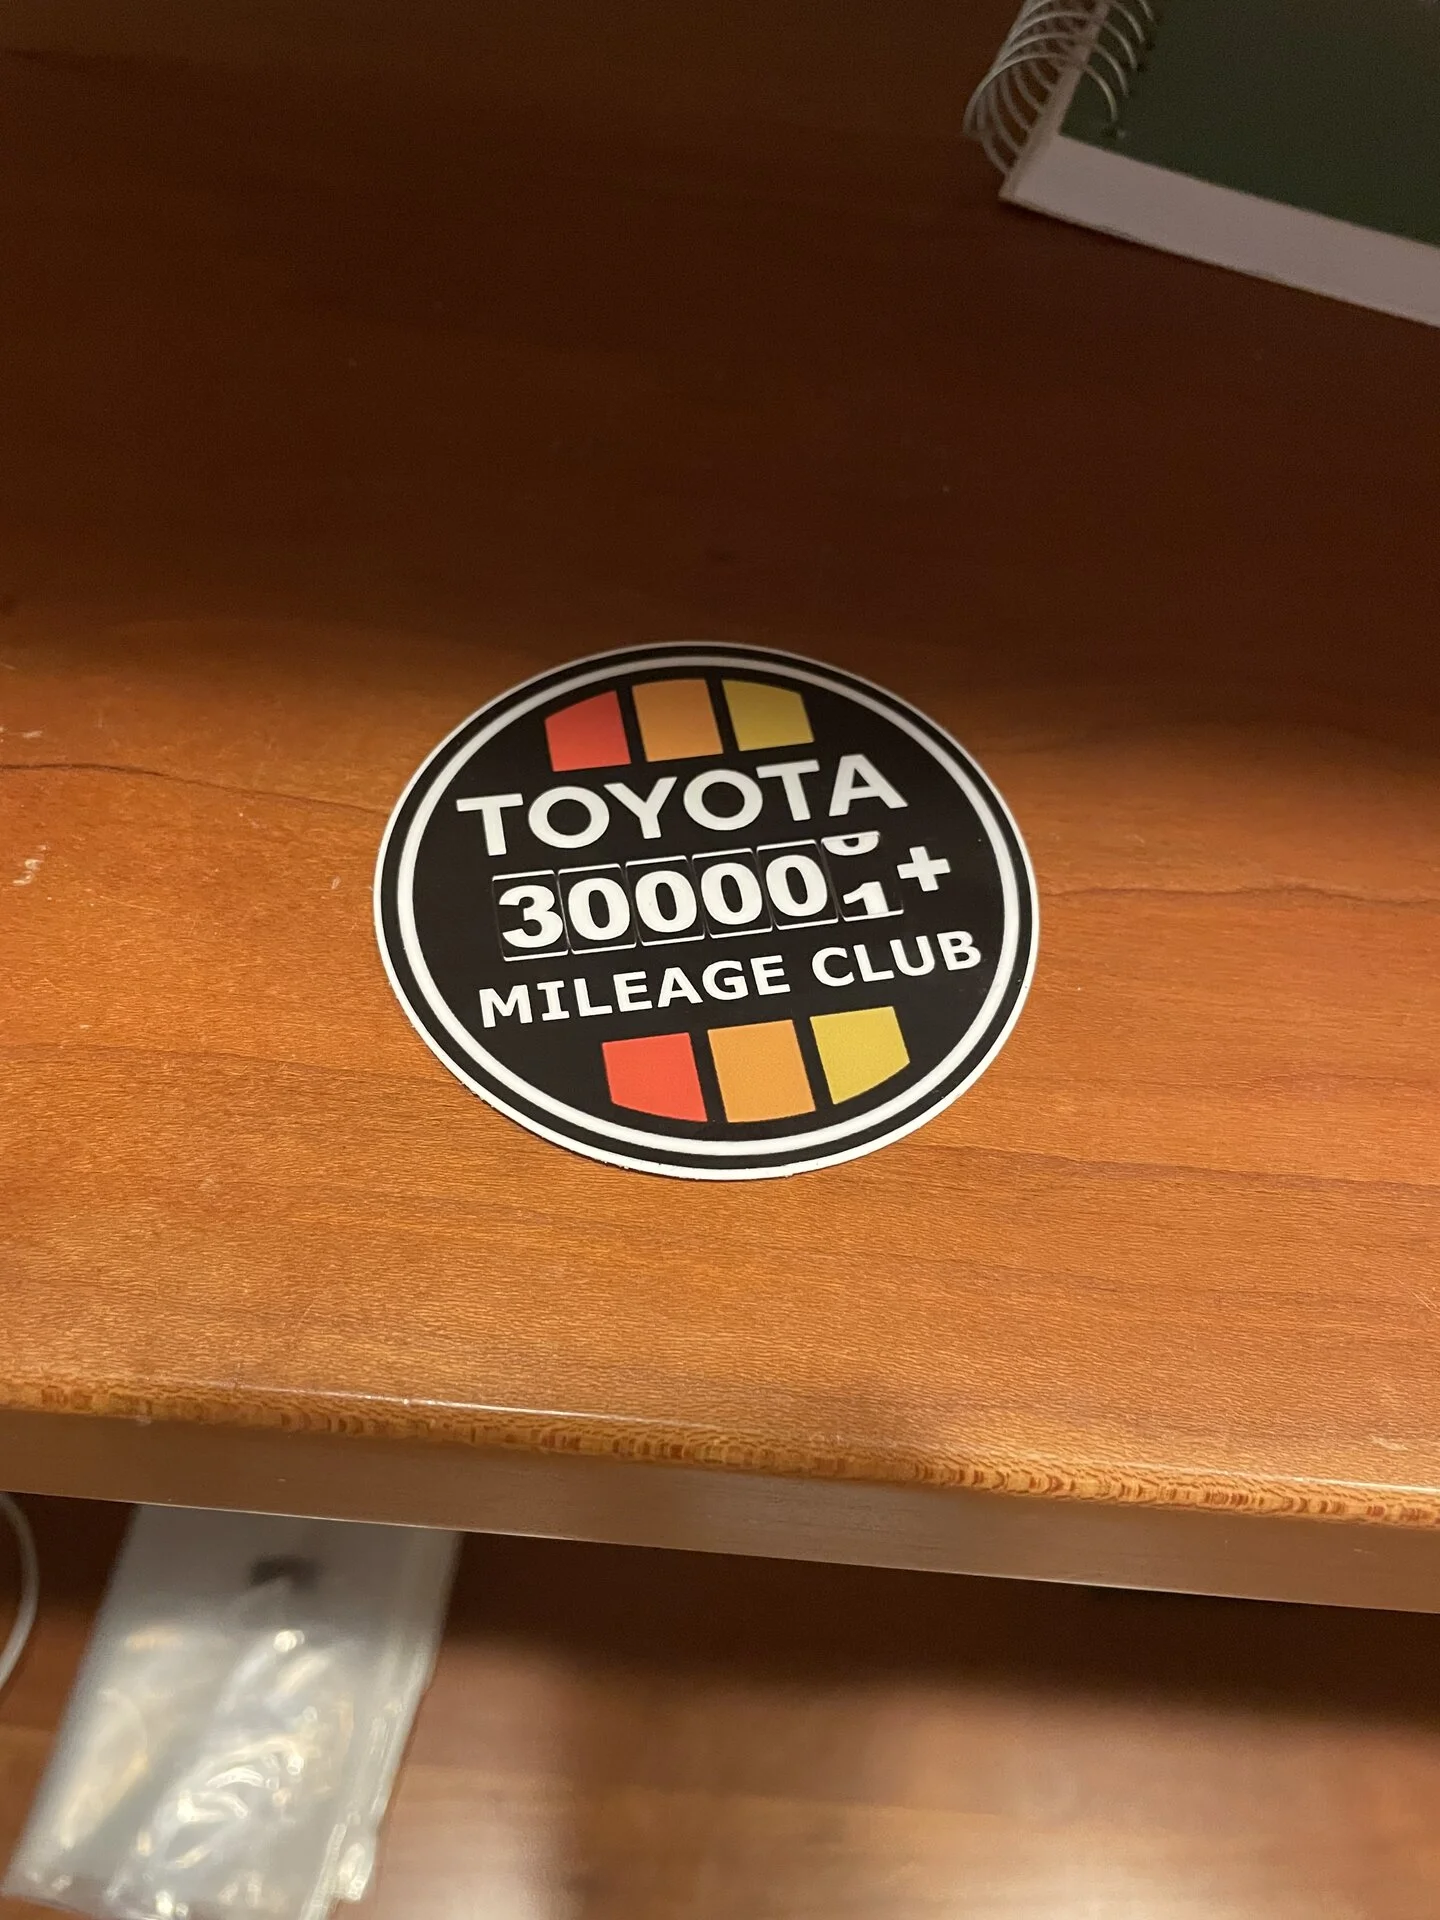 TOYOTA
300001+
MILEAGE CLUB